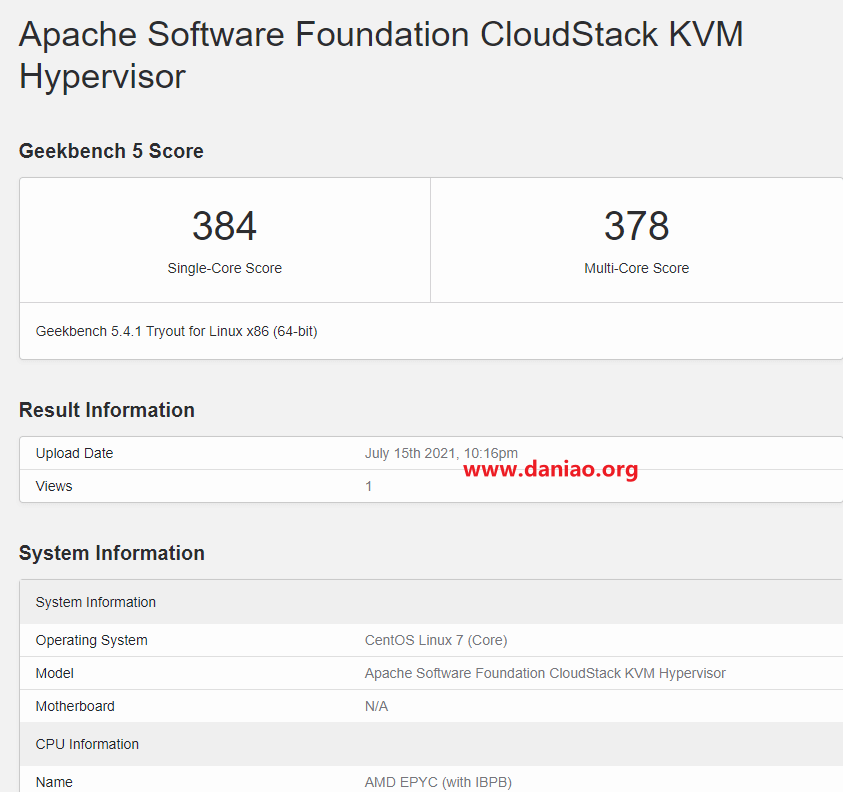 Apache Software Foundation CloudStack KVM
Hypervisor
Geekbench 5 Score
384
378
Single-Core Score
Multi-Core Score
Geekbench 5.4.1 Tryout for Linux x86 (64-bit)
Result Information
Upload Date July 15th 2021, 10:16pm
www.daniao.org
Views 1
System Information
System Information
Operating System CentOS Linux 7 (Core)
Model Apache Software Foundation CloudStack KVM Hypervisor
Motherboard N/A
CPU Information
Name AMD EPYC (with IBPB)